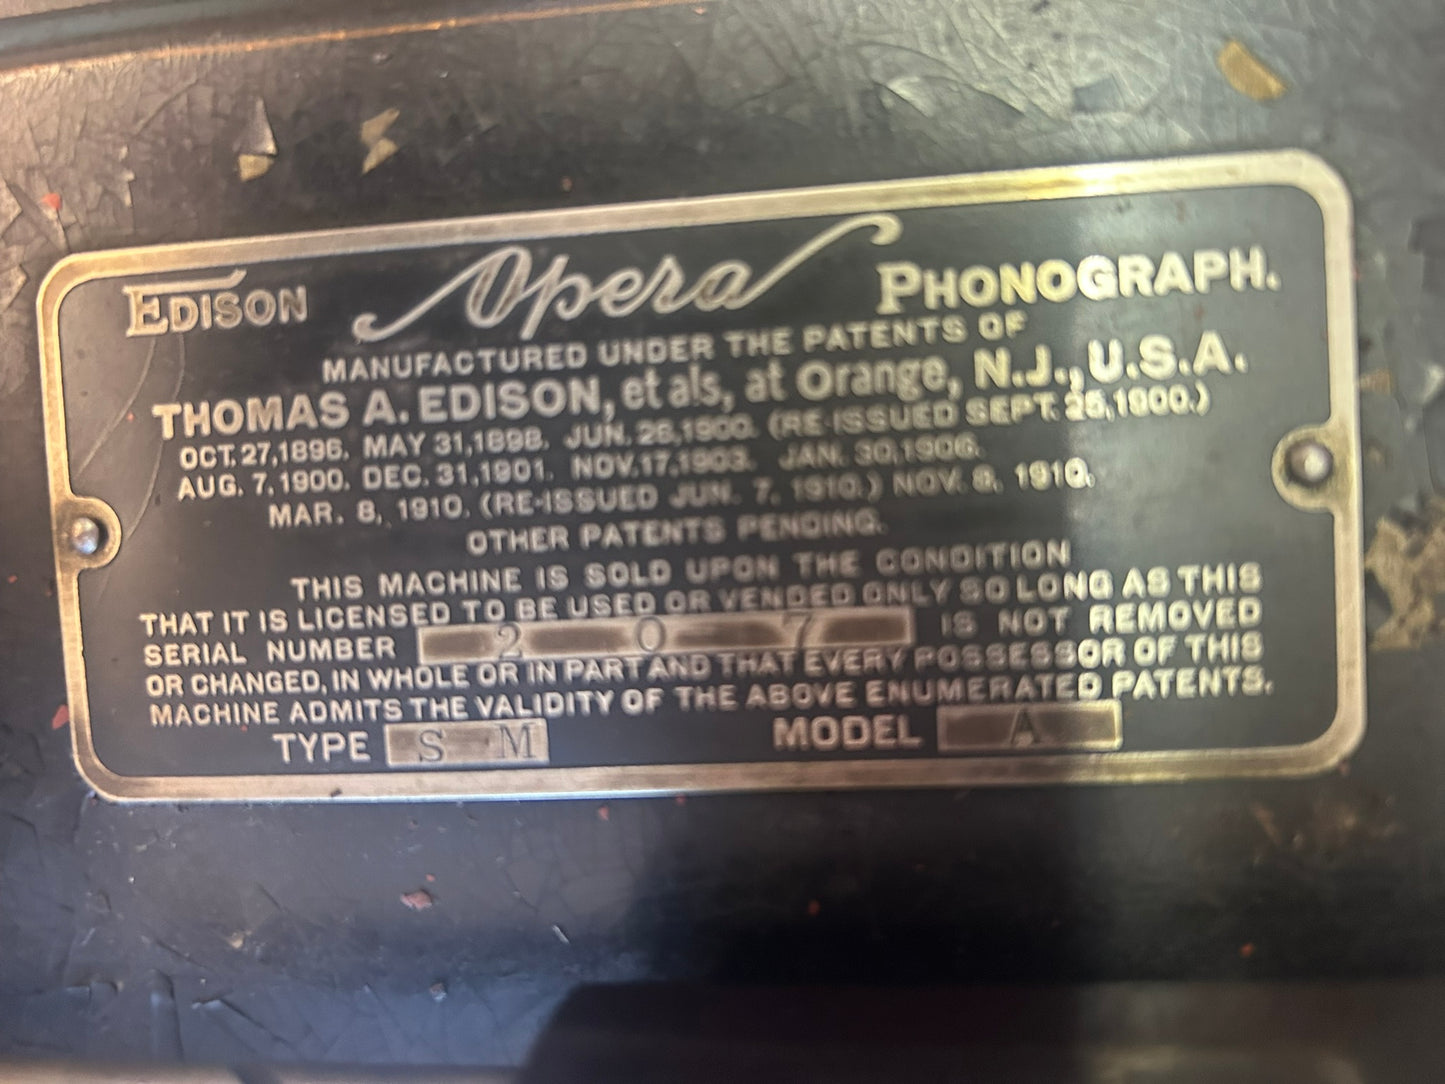 EDISON Opera PHONOGRAPH.
MANUFACTURED UNDER THE PATENTS OF
THOMAS A. EDISON, et als, at Orange, N.J., U.S.A.
OCT. 27, 1896. MAY 31, 1898. JUN. 26, 1900. (RE-ISSUED SEPT. 25, 1900.)
AUG. 7, 1900. DEC. 31, 1901. NOV. 17, 1903. JAN. 30, 1906.
MAR. 8, 1910. (RE-ISSUED JUN. 7, 1910.) NOV. 8, 1910.
OTHER PATENTS PENDING.
THIS MACHINE IS SOLD UPON THE CONDITION
THAT IT IS LICENSED TO BE USED OR VENDED ONLY SO LONG AS THIS
SERIAL NUMBER 2 0 7 IS NOT REMOVED
OR CHANGED, IN WHOLE OR IN PART AND THAT EVERY POSSESSOR OF THIS
MACHINE ADMITS THE VALIDITY OF THE ABOVE ENUMERATED PATENTS.
TYPE S M MODEL A